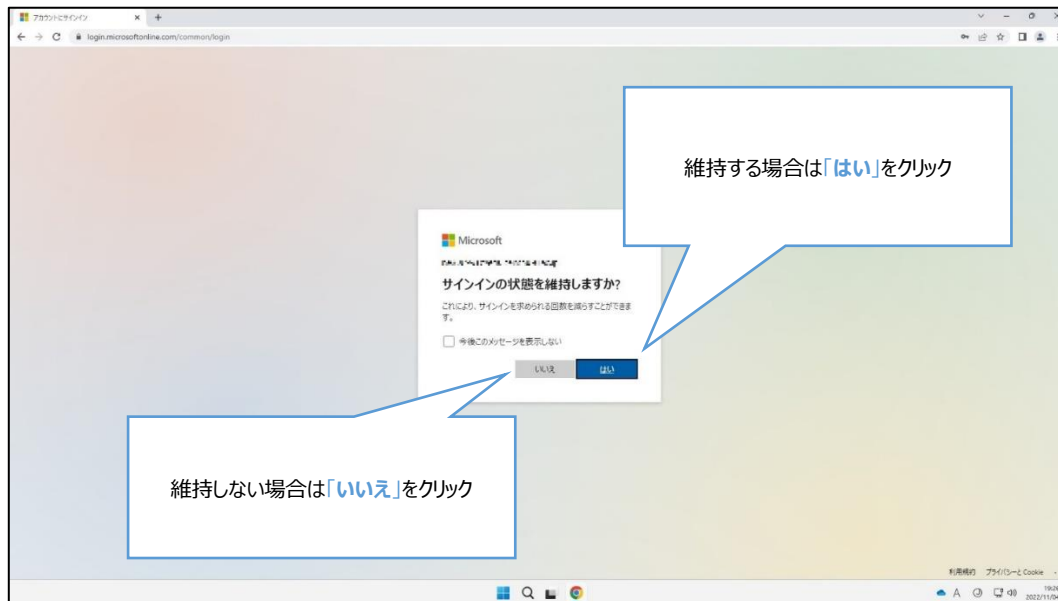 アカウントにサインイン
login.microsoftonline.com/common/login
維持する場合は「はい」をクリック
Microsoft
サインインの状態を維持しますか?
これにより、サインインを求められる回数を減らすことができま
す。
今後このメッセージを表示しない
いいえ はい
維持しない場合は「いいえ」をクリック
利用規約 プライバシーと Cookie
A
2022/11/04